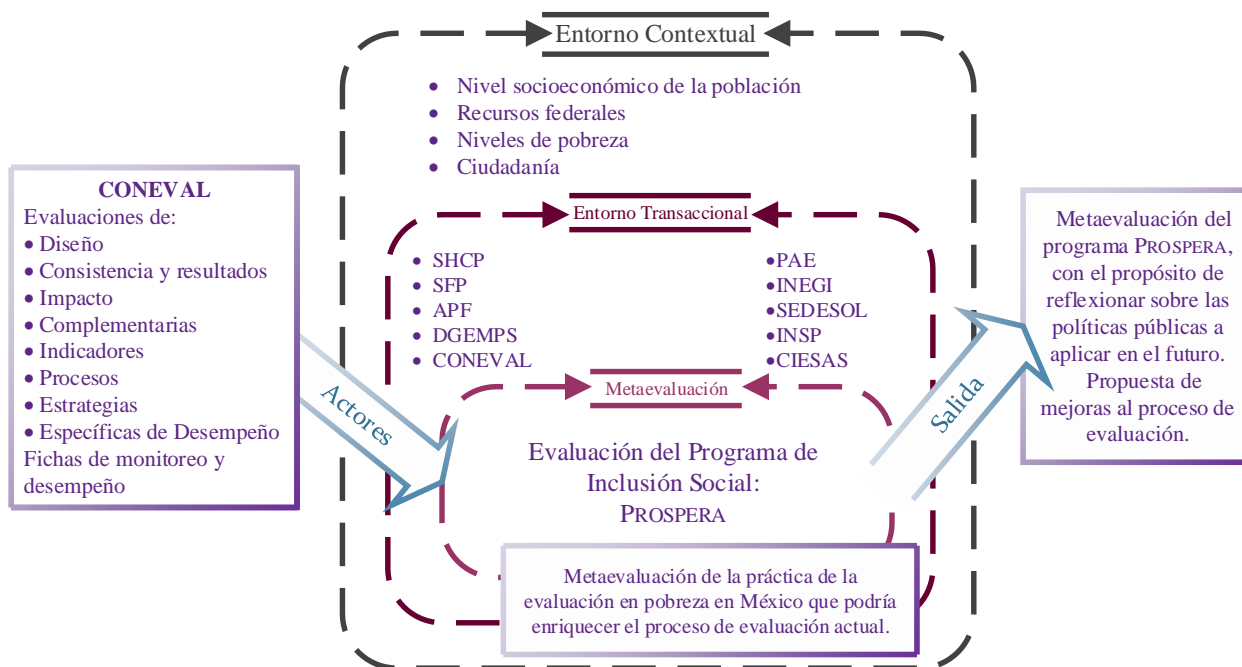 Entorno Contextual
• Nivel socioeconómico de la población
• Recursos federales
• Niveles de pobreza
• Ciudadanía
CONEVAL
Evaluaciones de:
• Diseño
• Consistencia y resultados
• Impacto
• Complementarias
• Indicadores
• Procesos
• Estrategias
• Específicas de Desempeño
Fichas de monitoreo y
desempeño
Actores
Entorno Transaccional
• SHCP
• SFP
• APF
• DGEMPS
• CONEVAL
•PAE
•INEGI
•SEDESOL
•INSP
•CIESAS
Metaevaluación
Evaluación del Programa de
Inclusión Social:
PROSPERA
Metaevaluación de la práctica de la
evaluación en pobreza en México que podría
enriquecer el proceso de evaluación actual.
Salida
Metaevaluación del
programa PROSPERA,
con el propósito de
reflexionar sobre las
políticas públicas a
aplicar en el futuro.
Propuesta de
mejoras al proceso de
evaluación.